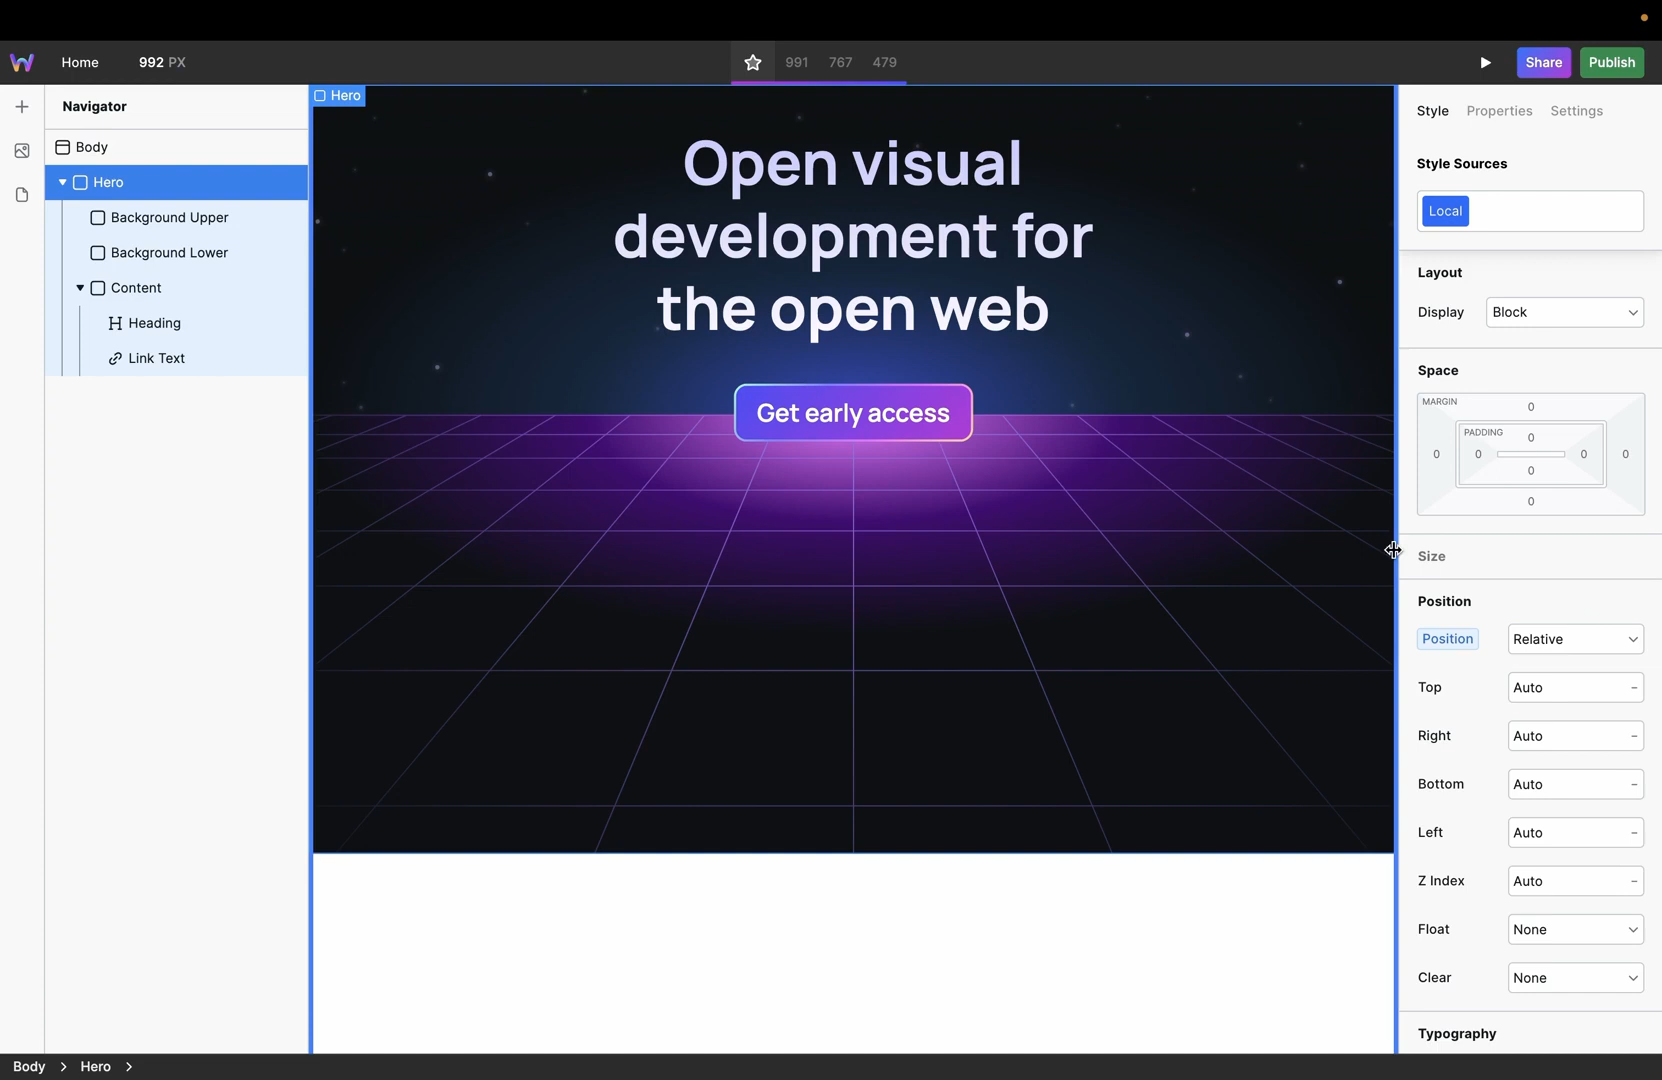 Home
992 PX
991
767
479
Share
Publish
Navigator
Body
Hero
Background Upper
Background Lower
Content
Heading
Link Text
Hero
Open visual
development for
the open web
Get early access
Style
Properties
Settings
Style Sources
Local
Layout
Display
Block
Space
MARGIN
0
PADDING
0
0
0
0
0
0
0
Size
Position
Position
Relative
Top
Auto
Right
Auto
Bottom
Auto
Left
Auto
Z Index
Auto
Float
None
Clear
None
Typography
Body
Hero